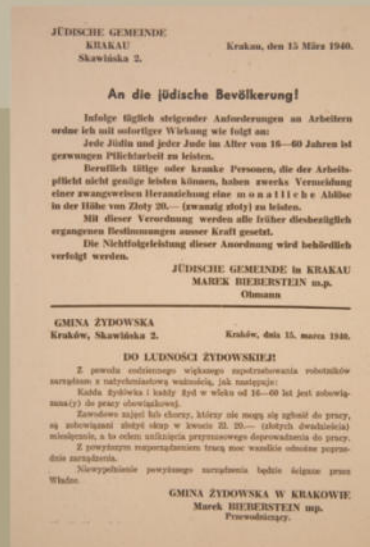 JÜDISCHE GEMEINDE
KRAKAU
Skawińska 2.
Krakau, den 15 März 1940.
An die jüdische Bevölkerung!
Infolge täglich steigender Anforderungen an Arbeitern
ordne ich mit sofortiger Wirkung wie folgt an:
Jede Jüdin und jeder Jude im Alter von 16—60 Jahren ist
gezwungen Pflichtarbeit zu leisten.
Beruflich tätige oder kranke Personen, die der Arbeits-
pflicht nicht genüge leisten können, haben zwecks Vermeidung
einer zwangsweisen Heranziehung eine monatliche Ablöse
in der Höhe von Złoty 20.— (zwanzig złoty) zu leisten.
Mit dieser Verordnung werden alle früher diesbezüglich
ergangenen Bestimmungen ausser Kraft gesetzt.
Die Nichtfolgeleistung dieser Anordnung wird behördlich
verfolgt werden.
JÜDISCHE GEMEINDE in KRAKAU
MAREK BIEBERSTEIN m.p.
Obmann
GMINA ŻYDOWSKA
Kraków, Skawińska 2.
Kraków, dnia 15. marca 1940.
DO LUDNOŚCI ŻYDOWSKIEJ!
Z powodu codziennego większego zapotrzebowania robotników
zarządzam z natychmiastową ważnością, jak następuje:
Każda żydówka i każdy żyd w wieku od 16—60 lat jest zobowią-
zana(y) do pracy obowiązkowej.
Zawodowo zajęci lub chorzy, którzy nie mogą się zgłosić do pracy,
są zobowiązani złożyć okup w kwocie Zł. 20.— (złotych dwadzieścia)
miesięcznie, a to celem uniknięcia przymusowego doprowadzenia do pracy.
Z powyższym rozporządzeniem tracą moc wszelkie odnośne poprze-
dnie zarządzenia.
Niewypełnienie powyższego zarządzenia będzie ścigane przez
Władze.
GMINA ŻYDOWSKA W KRAKOWIE
Marek BIEBERSTEIN mp.
Przewodniczący.